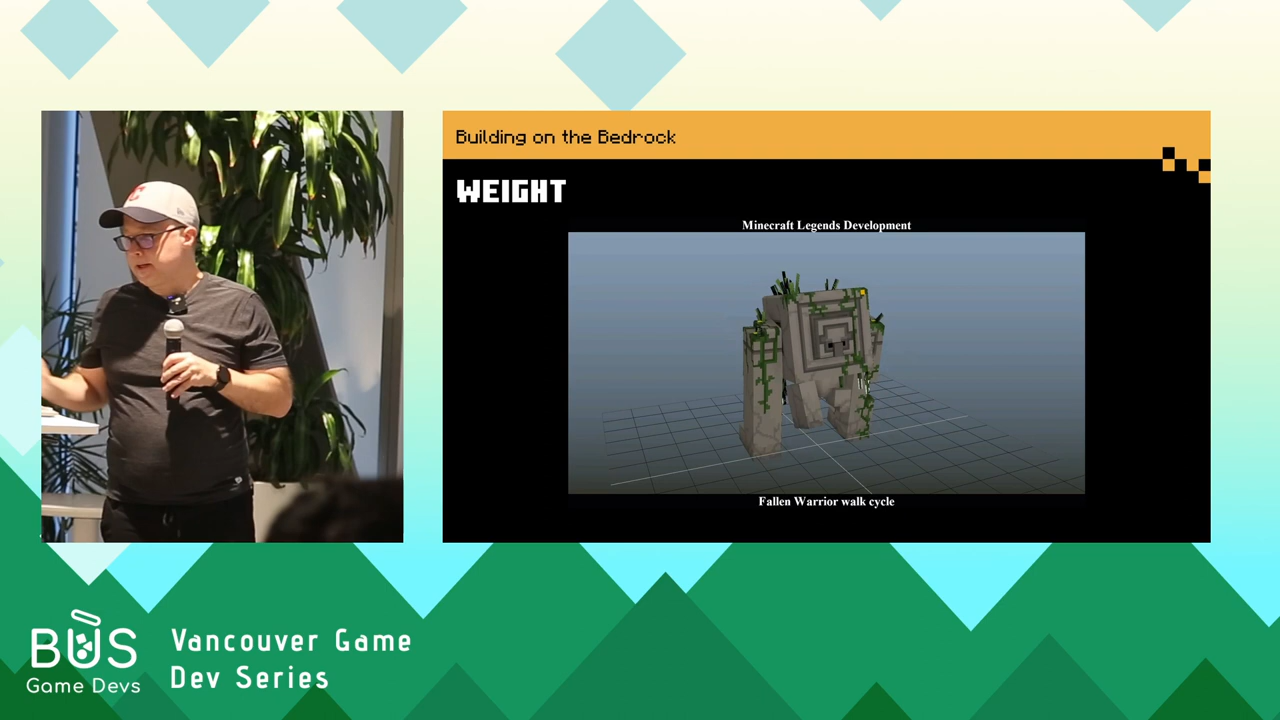 Building on the Bedrock
WEIGHT
Minecraft Legends Development
Fallen Warrior walk cycle
BUS
Game Devs
Vancouver Game
Dev Series